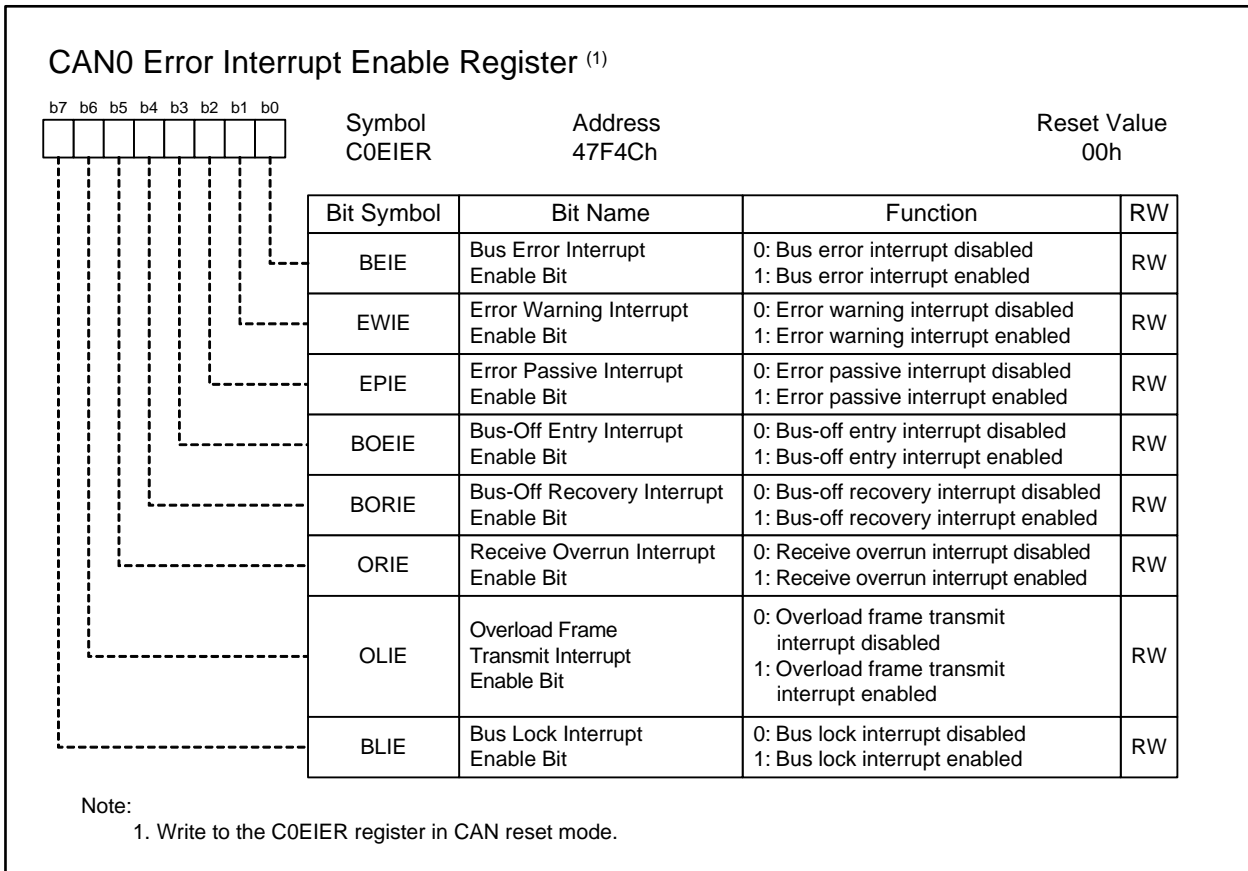 CAN0 Error Interrupt Enable Register (1)
b7 b6 b5 b4 b3 b2 b1 b0
Symbol Address Reset Value
C0EIER 47F4Ch 00h
Bit Symbol Bit Name Function RW
BEIE Bus Error Interrupt Enable Bit 0: Bus error interrupt disabled 1: Bus error interrupt enabled RW
EWIE Error Warning Interrupt Enable Bit 0: Error warning interrupt disabled 1: Error warning interrupt enabled RW
EPIE Error Passive Interrupt Enable Bit 0: Error passive interrupt disabled 1: Error passive interrupt enabled RW
BOEIE Bus-Off Entry Interrupt Enable Bit 0: Bus-off entry interrupt disabled 1: Bus-off entry interrupt enabled RW
BORIE Bus-Off Recovery Interrupt Enable Bit 0: Bus-off recovery interrupt disabled 1: Bus-off recovery interrupt enabled RW
ORIE Receive Overrun Interrupt Enable Bit 0: Receive overrun interrupt disabled 1: Receive overrun interrupt enabled RW
OLIE Overload Frame Transmit Interrupt Enable Bit 0: Overload frame transmit interrupt disabled 1: Overload frame transmit interrupt enabled RW
BLIE Bus Lock Interrupt Enable Bit 0: Bus lock interrupt disabled 1: Bus lock interrupt enabled RW
Note:
1. Write to the C0EIER register in CAN reset mode.